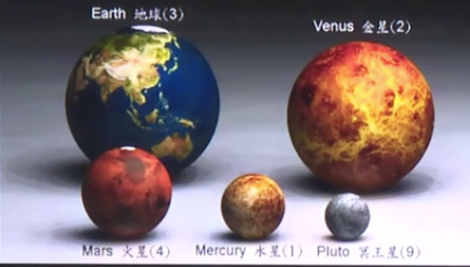 Earth 地球(3)
Venus 金星(2)
Mars 火星(4)
Mercury 水星(1)
Pluto 冥王星(9)